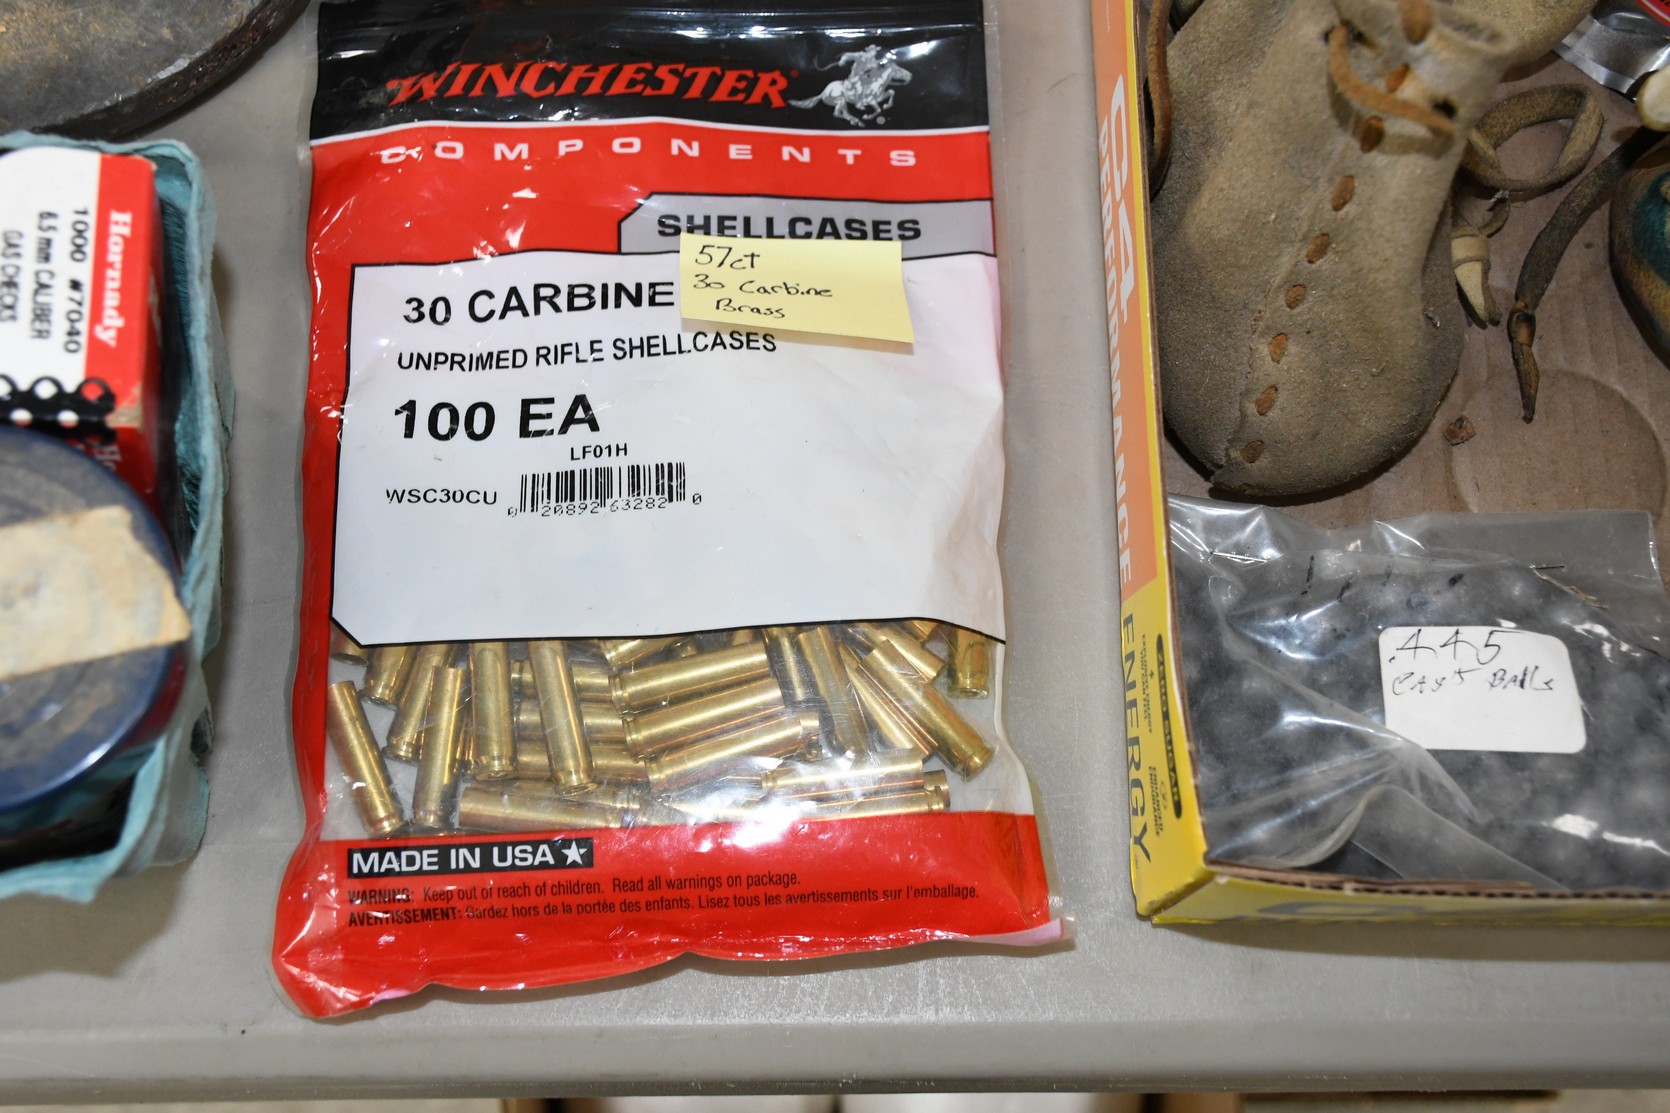 WINCHESTER
COMPONENTS
SHELLCASES
57ct
30 Carbine
Brass
30 CARBINE
UNPRIMED RIFLE SHELLCASES
100 EA
LF01H
WSC30CU
0 20892 63282 0
MADE IN USA
WARNING: Keep out of reach of children. Read all warnings on package.
AVERTISSEMENT: Gardez hors de la portée des enfants. Lisez tous les avertissements sur l'emballage.
Hornady
1000 #7040
6.5 mm CALIBER
GAS CHECKS
PERFORMANCE
ENERGY
.445
CAst BAlls